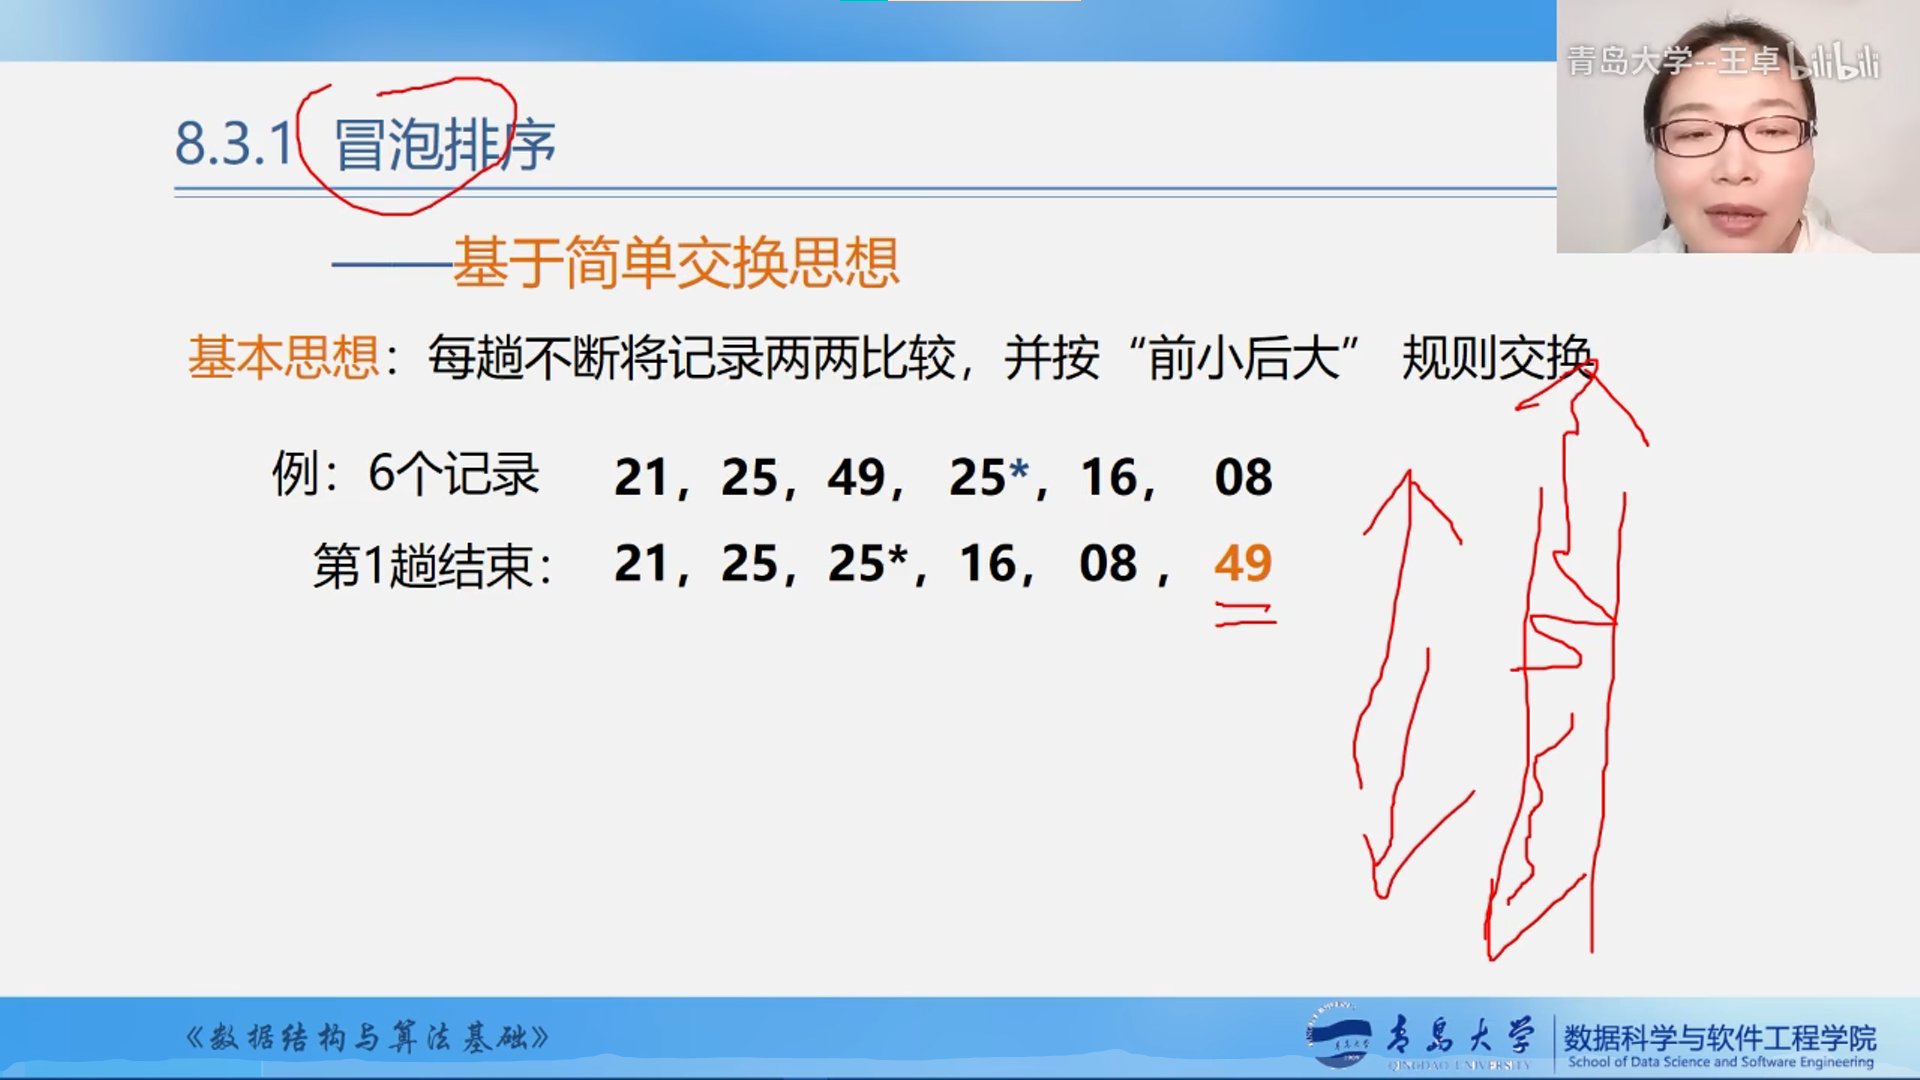 青岛大学--王卓 bilibili
8.3.1 冒泡排序
——基于简单交换思想
基本思想：每趟不断将记录两两比较，并按“前小后大” 规则交换
例：6个记录 21，25，49， 25*，16， 08
第1趟结束： 21，25，25*，16， 08 ， 49
《数据结构与算法基础》
青岛大学
QINGDAO UNIVERSITY
数据科学与软件工程学院
School of Data Science and Software Engineering